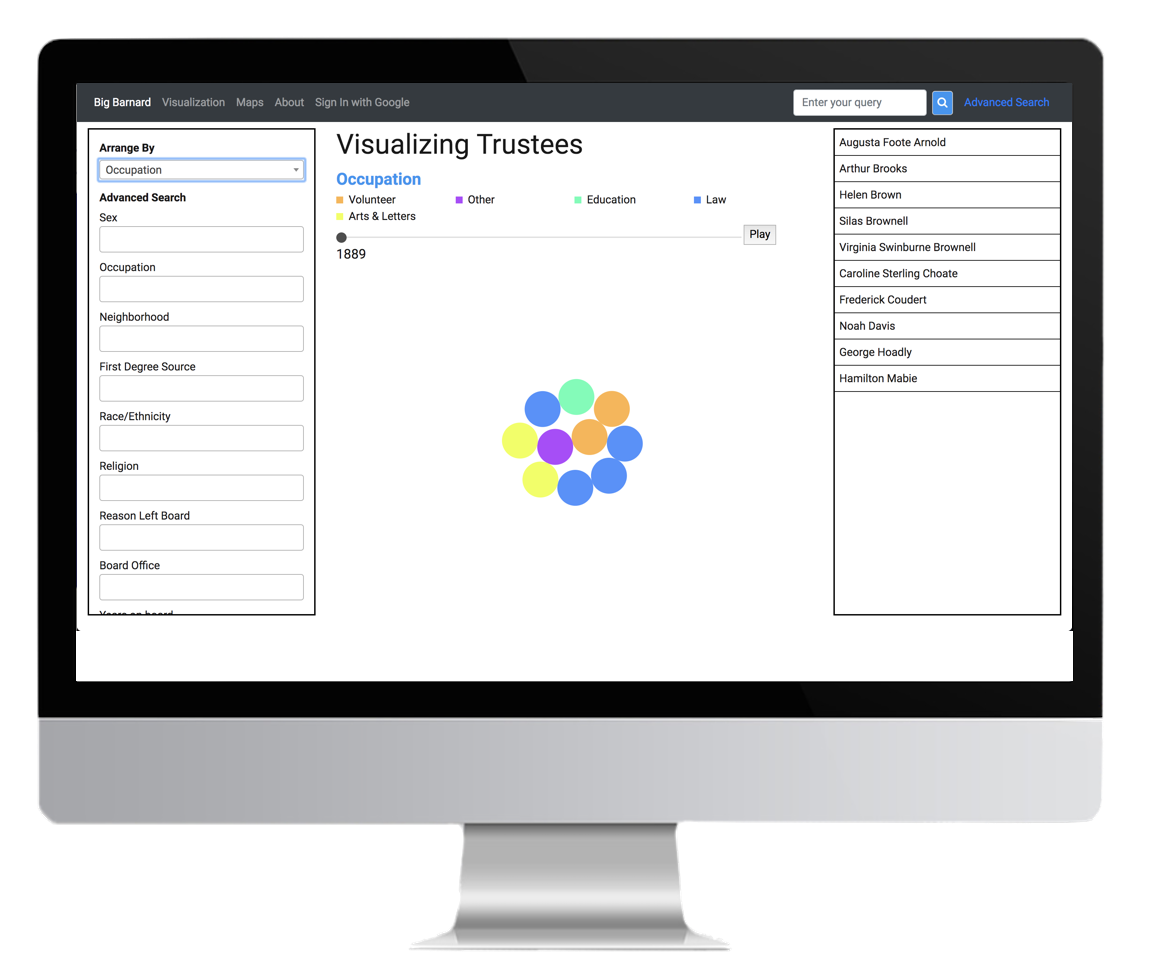 Big Barnard Visualization Maps About Sign In with Google Enter your query Advanced Search
Arrange By
Occupation
Advanced Search
Sex
Occupation
Neighborhood
First Degree Source
Race/Ethnicity
Religion
Reason Left Board
Board Office
Years on board
Visualizing Trustees
Occupation
Volunteer Other Education Law
Arts & Letters
Play
1889
Augusta Foote Arnold
Arthur Brooks
Helen Brown
Silas Brownell
Virginia Swinburne Brownell
Caroline Sterling Choate
Frederick Coudert
Noah Davis
George Hoadly
Hamilton Mabie